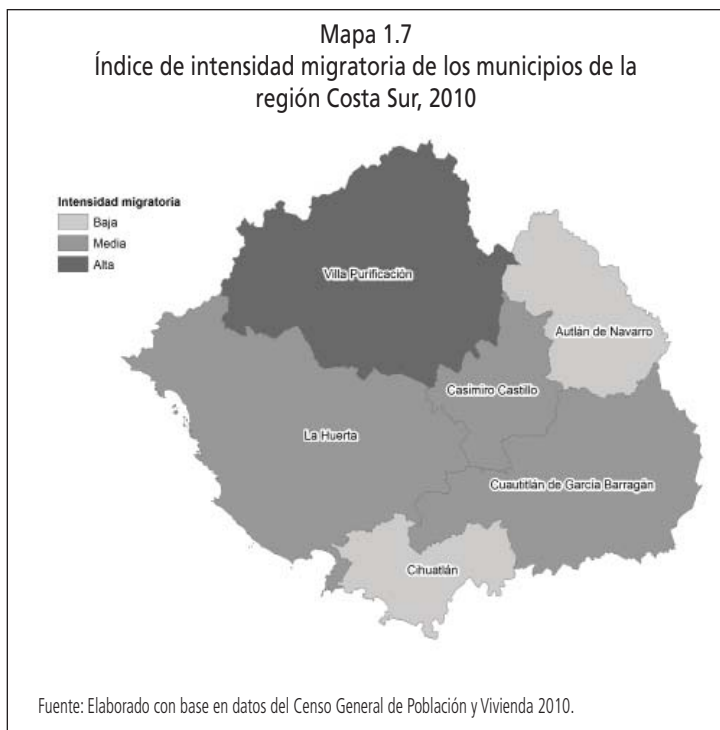 Mapa 1.7
Índice de intensidad migratoria de los municipios de la
región Costa Sur, 2010
Intensidad migratoria
Baja
Media
Alta
Villa Purificación
Autlán de Navarro
Casimiro Castillo
La Huerta
Cuautitlán de García Barragán
Cihuatlán
Fuente: Elaborado con base en datos del Censo General de Población y Vivienda 2010.